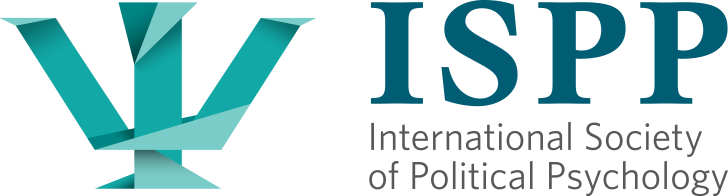 ISPP
International Society
of Political Psychology